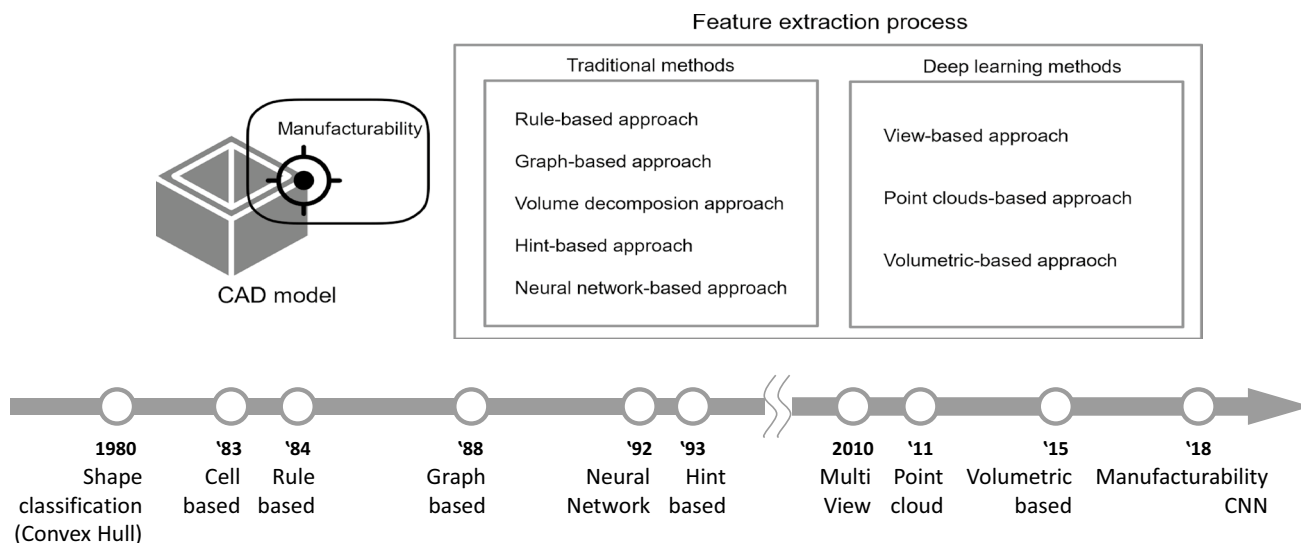 Feature extraction process
Traditional methods
Deep learning methods
Manufacturability
Rule-based approach
Graph-based approach
Volume decomposion approach
Hint-based approach
Neural network-based approach
View-based approach
Point clouds-based approach
Volumetric-based appraoch
CAD model
1980
Shape
classification
(Convex Hull)
‘83
Cell
based
‘84
Rule
based
‘88
Graph
based
‘92
Neural
Network
‘93
Hint
based
2010
Multi
View
‘11
Point
cloud
‘15
Volumetric
based
‘18
Manufacturability
CNN